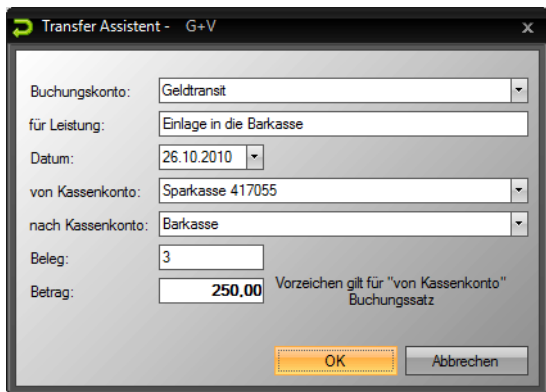 Transfer Assistent -   G+V
x
Buchungskonto: Geldtransit
für Leistung: Einlage in die Barkasse
Datum: 26.10.2010
von Kassenkonto: Sparkasse 417055
nach Kassenkonto: Barkasse
Beleg: 3
Betrag: 250,00 Vorzeichen gilt für "von Kassenkonto"
Buchungssatz
OK Abbrechen